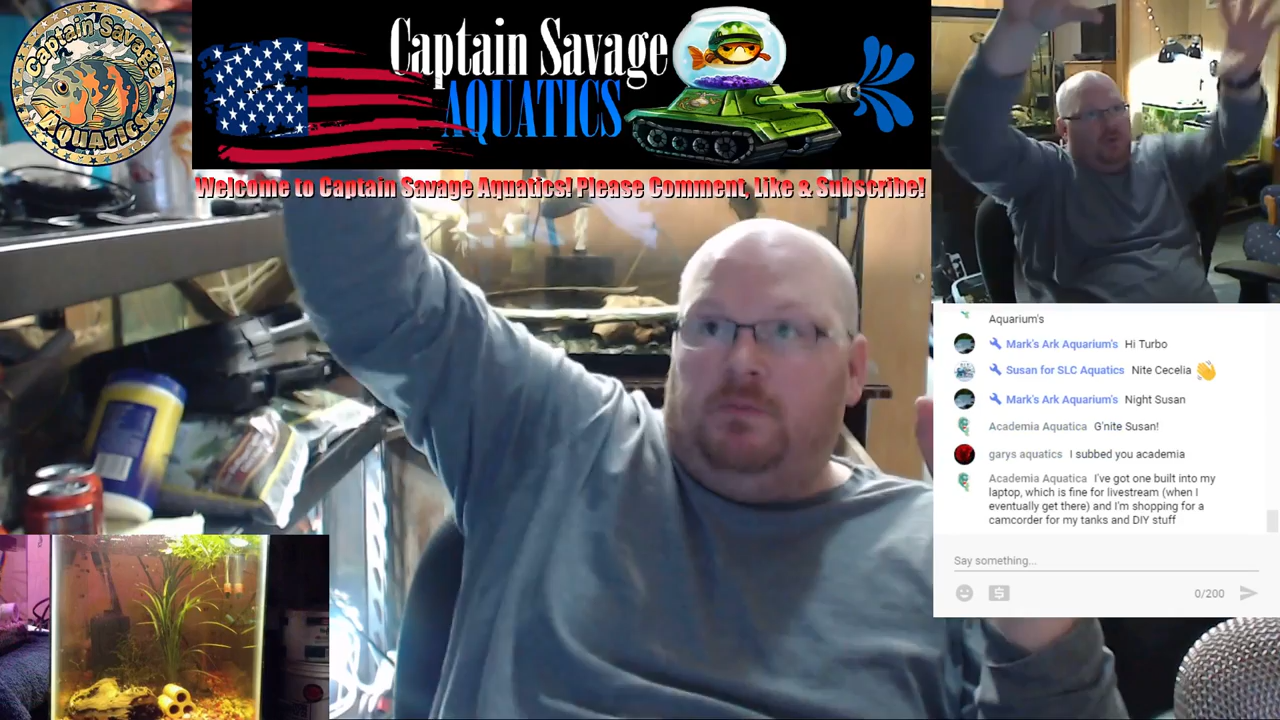 Captain Savage
AQUATICS
Captain Savage
AQUATICS
Welcome to Captain Savage Aquatics! Please Comment, Like & Subscribe!
Aquarium's
Mark's Ark Aquarium's Hi Turbo
Susan for SLC Aquatics Nite Cecelia 👋
Mark's Ark Aquarium's Night Susan
Academia Aquatica G'nite Susan!
garys aquatics I subbed you academia
Academia Aquatica I've got one built into my
laptop, which is fine for livestream (when I
eventually get there) and I'm shopping for a
camcorder for my tanks and DIY stuff
Say something...
0/200